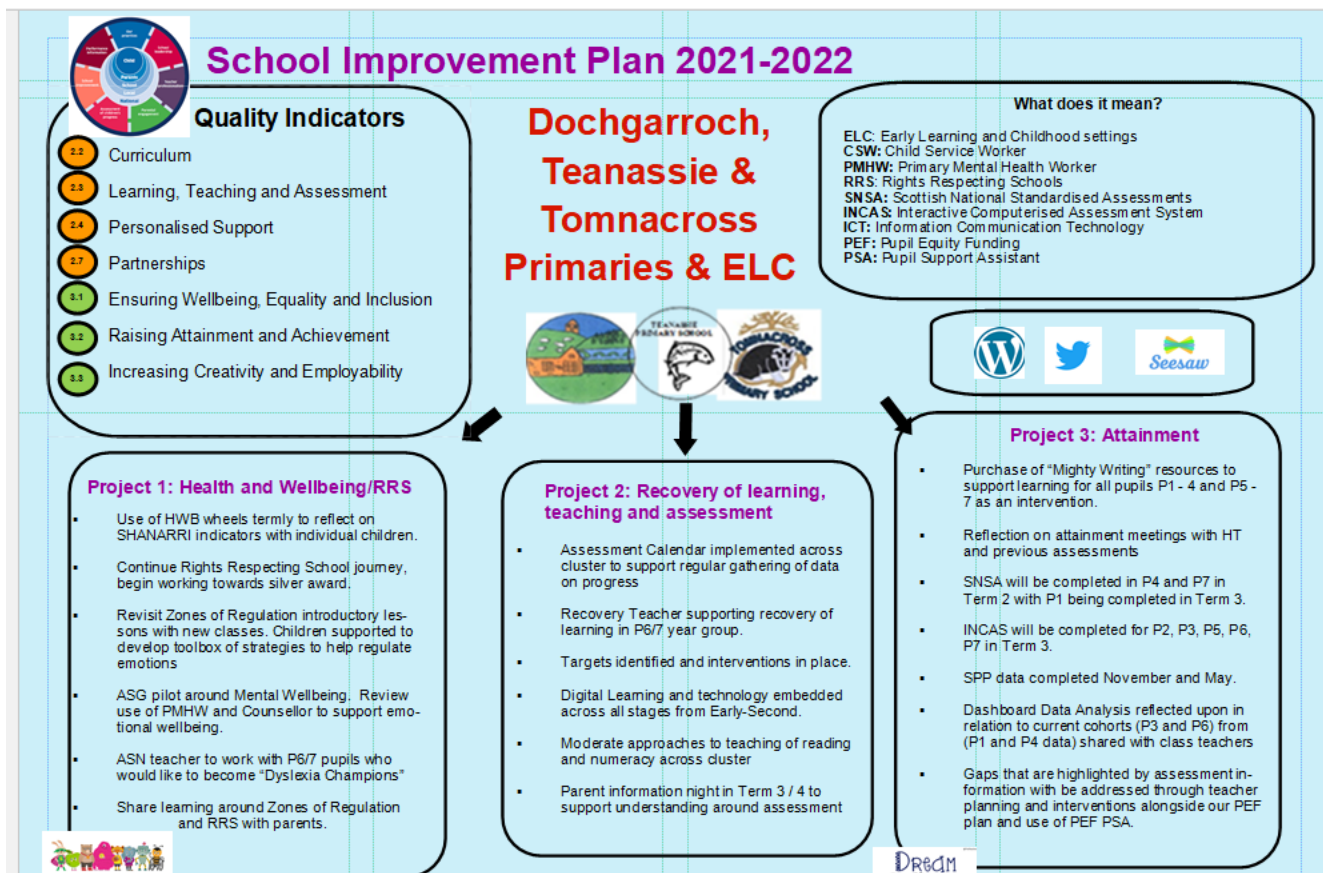 School Improvement Plan 2021-2022
Quality Indicators
2.2 Curriculum
2.3 Learning, Teaching and Assessment
2.4 Personalised Support
2.7 Partnerships
3.1 Ensuring Wellbeing, Equality and Inclusion
3.2 Raising Attainment and Achievement
3.3 Increasing Creativity and Employability
Dochgarroch,
Teanassie &
Tomnacross
Primaries & ELC
TEANASSIE
PRIMARY SCHOOL
TOMNACROSS
PRIMARY SCHOOL
What does it mean?
ELC: Early Learning and Childhood settings
CSW: Child Service Worker
PMHW: Primary Mental Health Worker
RRS: Rights Respecting Schools
SNSA: Scottish National Standardised Assessments
INCAS: Interactive Computerised Assessment System
ICT: Information Communication Technology
PEF: Pupil Equity Funding
PSA: Pupil Support Assistant
Seesaw
Project 1: Health and Wellbeing/RRS
▪ Use of HWB wheels termly to reflect on
SHANARRI indicators with individual children.
▪ Continue Rights Respecting School journey,
begin working towards silver award.
▪ Revisit Zones of Regulation introductory les-
sons with new classes. Children supported to
develop toolbox of strategies to help regulate
emotions
▪ ASG pilot around Mental Wellbeing. Review
use of PMHW and Counsellor to support emo-
tional wellbeing.
▪ ASN teacher to work with P6/7 pupils who
would like to become “Dyslexia Champions”
▪ Share learning around Zones of Regulation
and RRS with parents.
Project 2: Recovery of learning,
teaching and assessment
▪ Assessment Calendar implemented across
cluster to support regular gathering of data
on progress
▪ Recovery Teacher supporting recovery of
learning in P6/7 year group.
▪ Targets identified and interventions in place.
▪ Digital Learning and technology embedded
across all stages from Early-Second.
▪ Moderate approaches to teaching of reading
and numeracy across cluster
▪ Parent information night in Term 3 / 4 to
support understanding around assessment
Project 3: Attainment
▪ Purchase of “Mighty Writing” resources to
support learning for all pupils P1 - 4 and P5 -
7 as an intervention.
▪ Reflection on attainment meetings with HT
and previous assessments
▪ SNSA will be completed in P4 and P7 in
Term 2 with P1 being completed in Term 3.
▪ INCAS will be completed for P2, P3, P5, P6,
P7 in Term 3.
▪ SPP data completed November and May.
▪ Dashboard Data Analysis reflected upon in
relation to current cohorts (P3 and P6) from
(P1 and P4 data) shared with class teachers
▪ Gaps that are highlighted by assessment in-
formation with be addressed through teacher
planning and interventions alongside our PEF
plan and use of PEF PSA.
DREAM